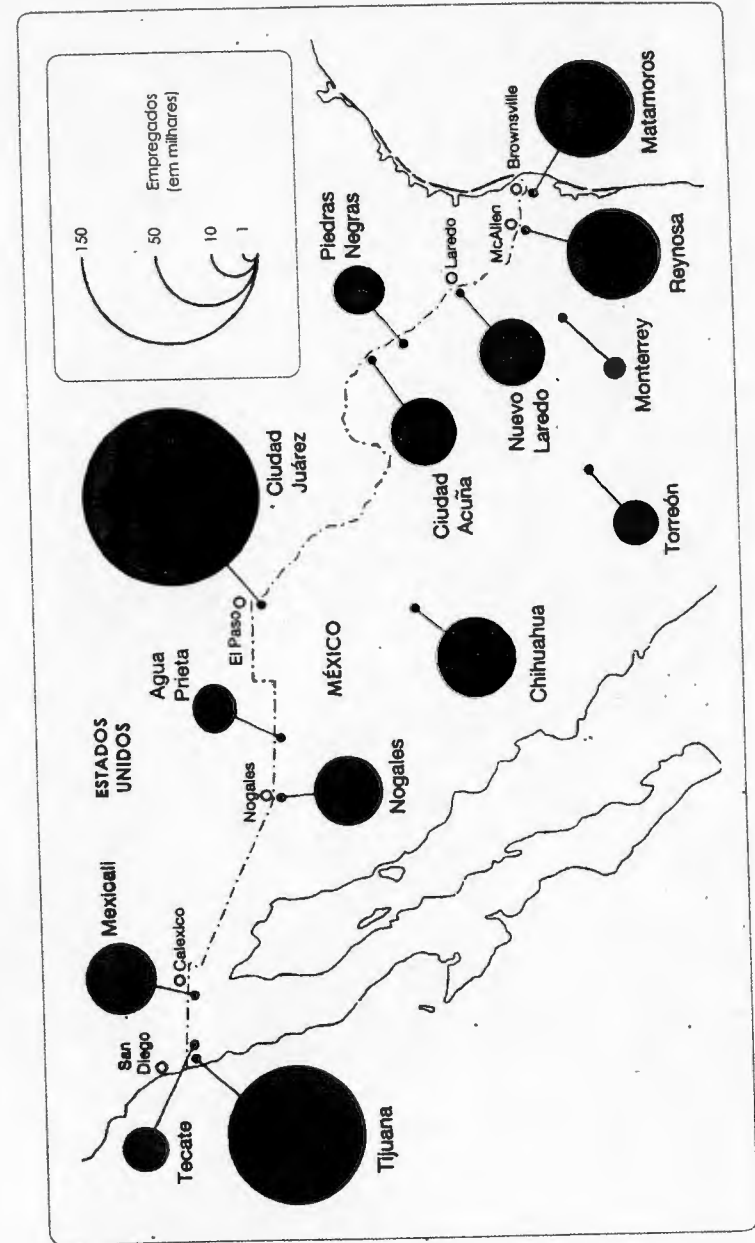 Empregados
(em milhares)
150
50
10
1
ESTADOS
UNIDOS
MÉXICO
San
Diego
Tecate
Tijuana
Mexicali
Calexico
Nogales
Nogales
Agua
Prieta
El Paso
Ciudad
Juárez
Chihuahua
Ciudad
Acuña
Piedras
Negras
Laredo
Nuevo
Laredo
McAllen
Brownsville
Matamoros
Reynosa
Monterrey
Torreón